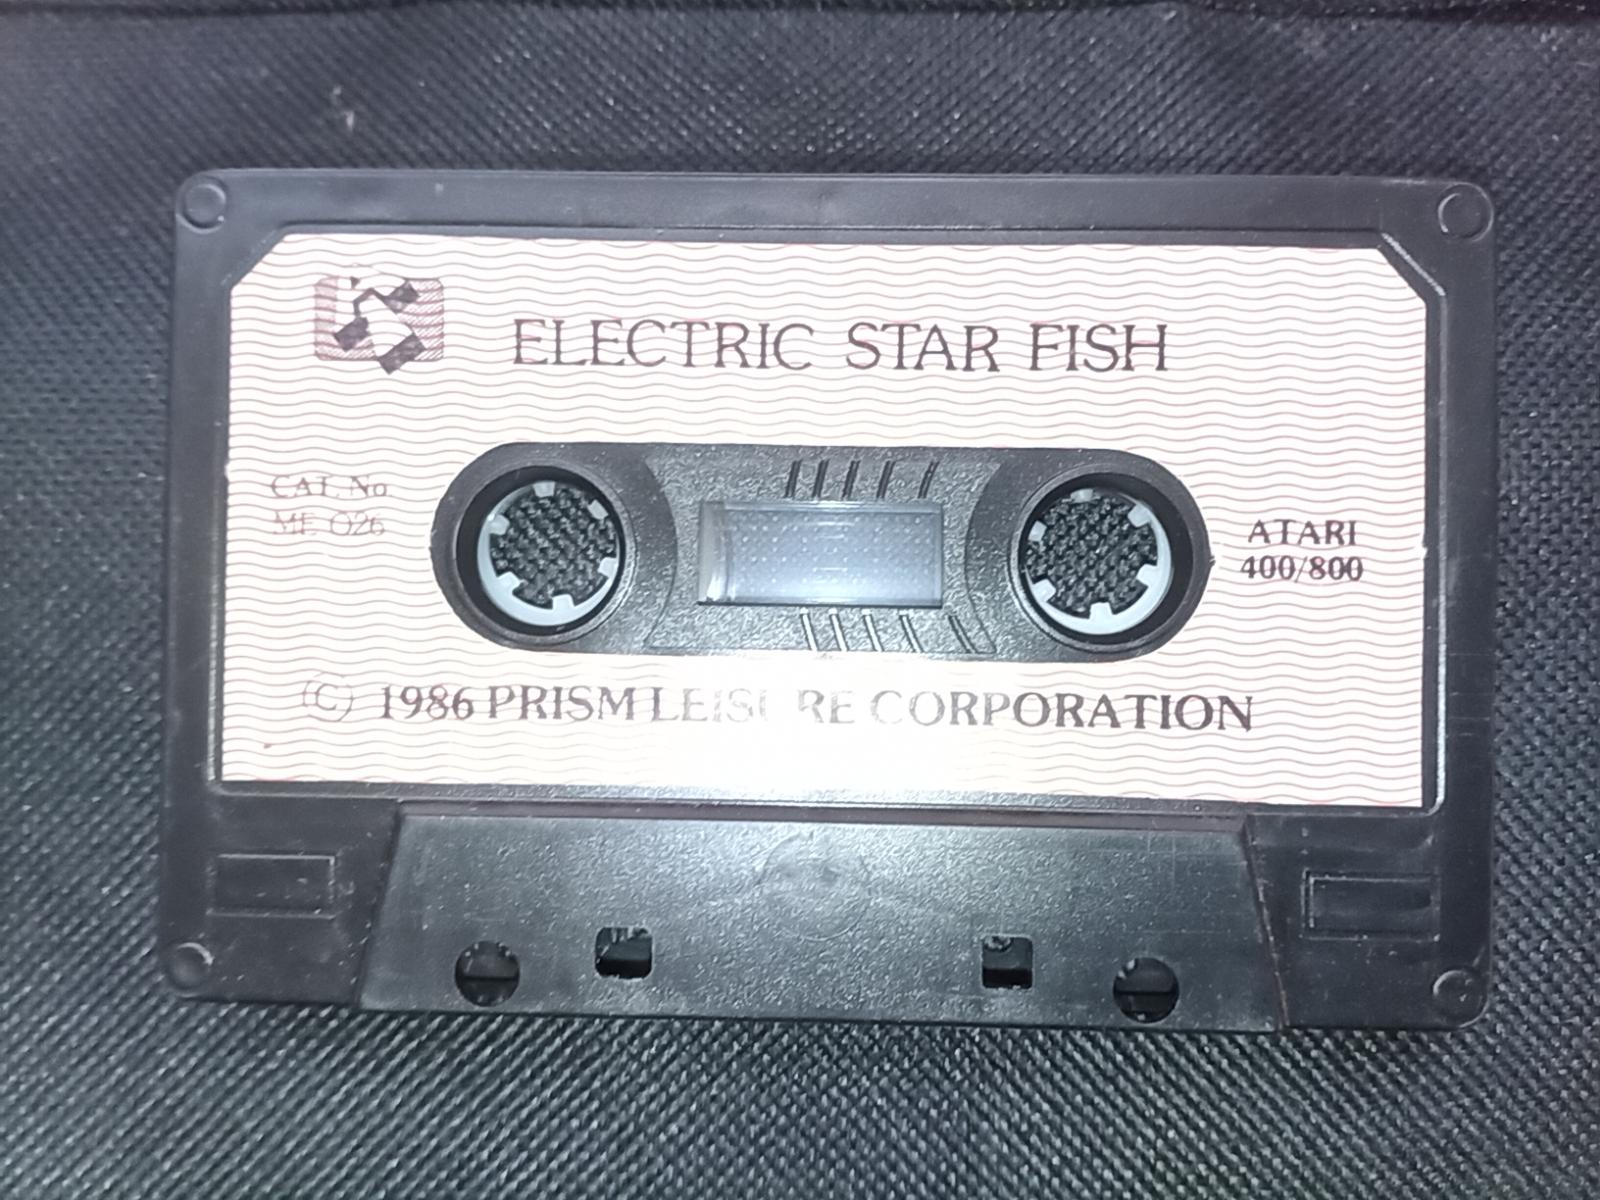 ELECTRIC STAR FISH
CAT. No
ME 026
ATARI
400/800
© 1986 PRISM LEISURE CORPORATION